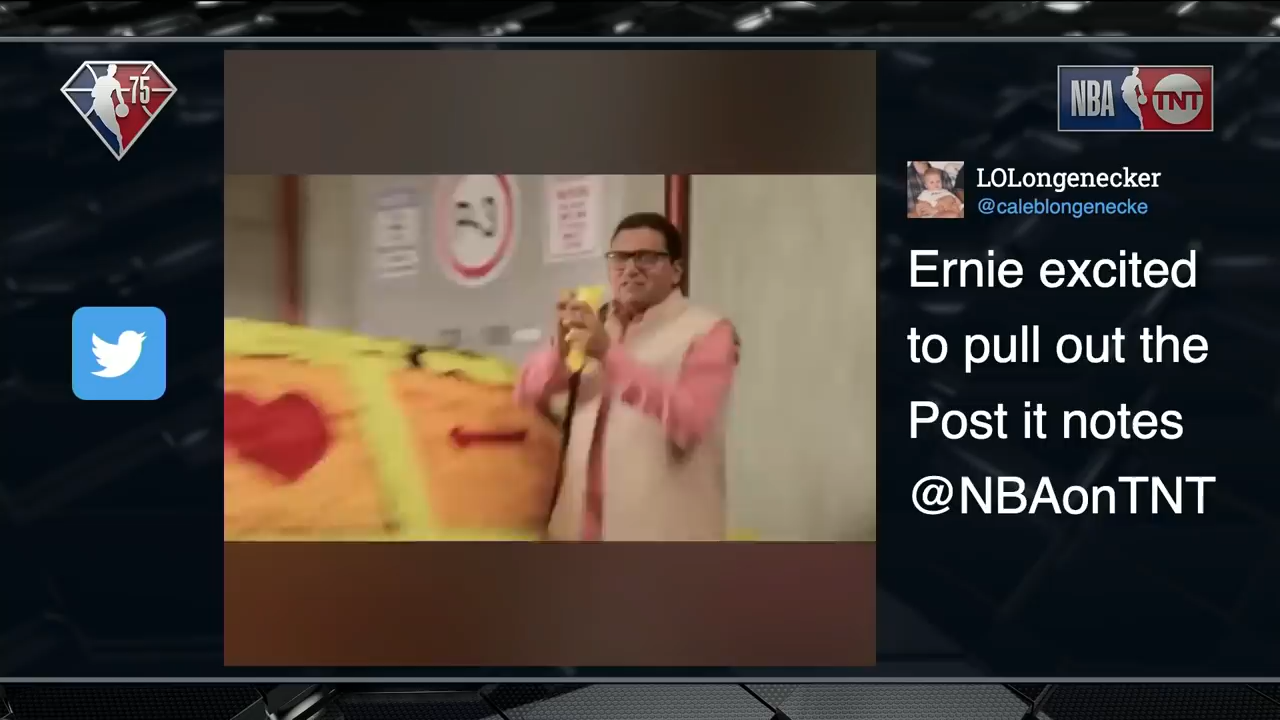 75
NBA TNT
LOLongenecker
@caleblongenecke
Ernie excited
to pull out the
Post it notes
@NBAonTNT